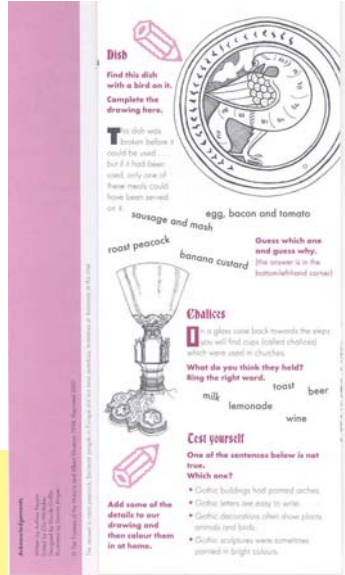 Dish
Find this dish
with a bird on it.
Complete the
drawing here.
This dish was
broken before it
could be used . . .
but if it had been
used, only one of
these meals could
have been served
on it.
sausage and mash
egg, bacon and tomato
roast peacock
banana custard
Guess which one
and guess why.
(the answer is in the
bottom-left-hand corner)
Chalices
In a glass case back towards the steps
you will find cups (called chalices)
which were used in churches.
What do you think they held?
Ring the right word.
toast
milk
beer
lemonade
wine
Test yourself
One of the sentences below is not
true.
Which one?
• Gothic buildings had pointed arches.
• Gothic letters are easy to write.
• Gothic decorations often show plants,
animals and birds.
• Gothic sculptures were sometimes
painted in bright colours.
Add some of the
details to our
drawing and
then colour them
in at home.
Acknowledgements